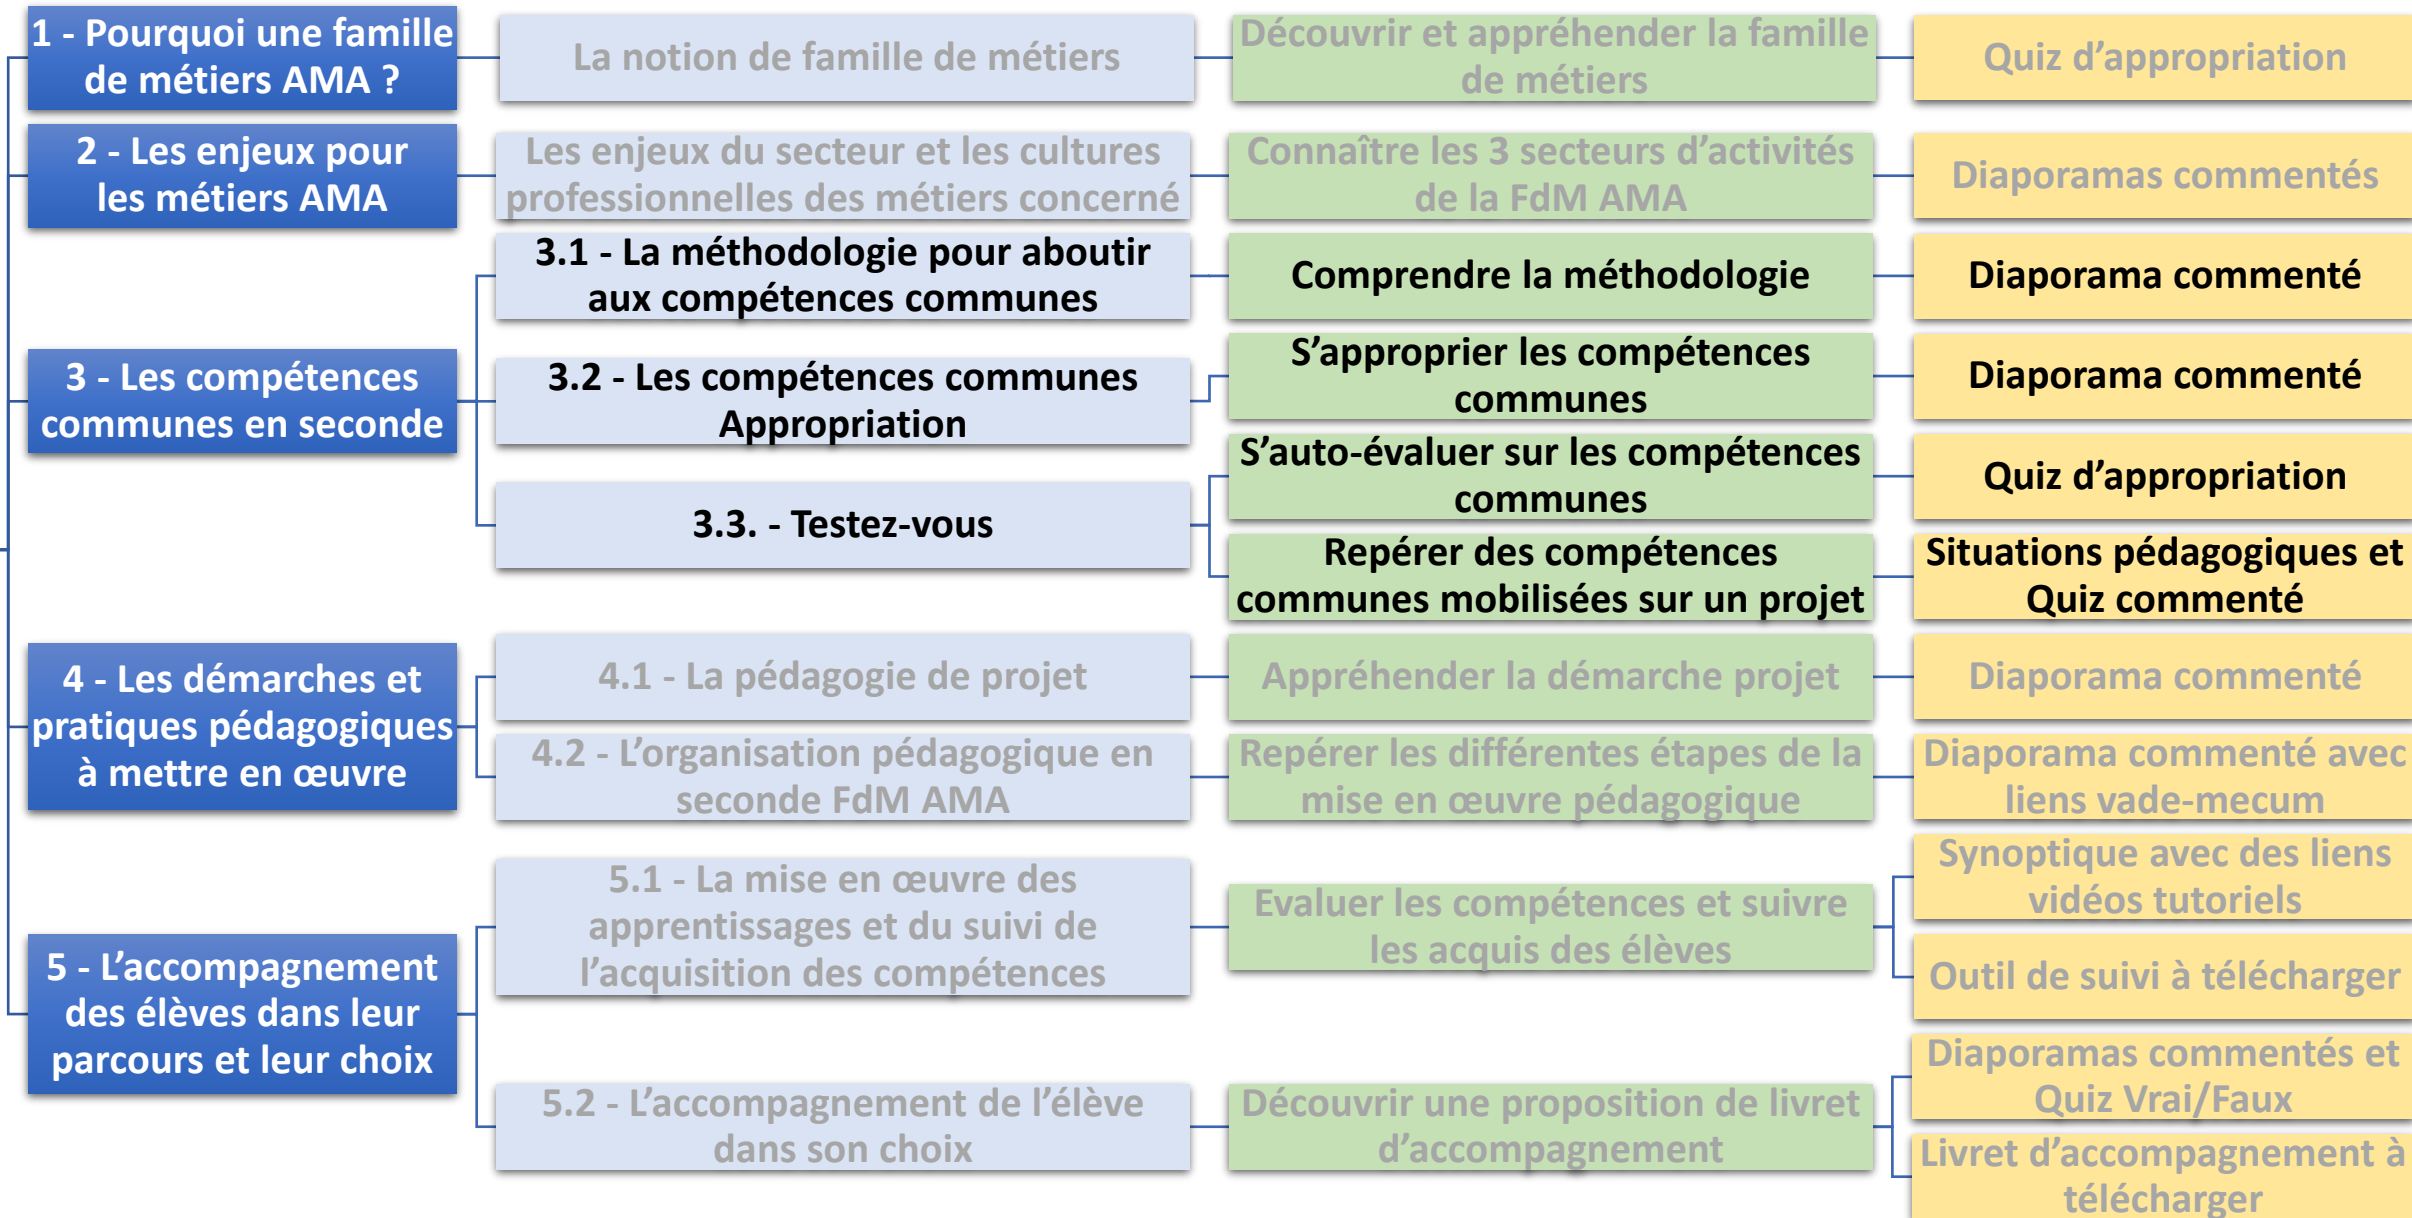 1 - Pourquoi une famille
de métiers AMA ?
La notion de famille de métiers
Découvrir et appréhender la famille
de métiers
Quiz d’appropriation
2 - Les enjeux pour
les métiers AMA
Les enjeux du secteur et les cultures
professionnelles des métiers concerné
Connaître les 3 secteurs d’activités
de la FdM AMA
Diaporamas commentés
3 - Les compétences
communes en seconde
3.1 - La méthodologie pour aboutir
aux compétences communes
Comprendre la méthodologie
Diaporama commenté
3.2 - Les compétences communes
Appropriation
S’approprier les compétences
communes
Diaporama commenté
3.3. - Testez-vous
S’auto-évaluer sur les compétences
communes
Quiz d’appropriation
Repérer des compétences
communes mobilisées sur un projet
Situations pédagogiques et
Quiz commenté
4 - Les démarches et
pratiques pédagogiques
à mettre en œuvre
4.1 - La pédagogie de projet
Appréhender la démarche projet
Diaporama commenté
4.2 - L’organisation pédagogique en
seconde FdM AMA
Repérer les différentes étapes de la
mise en œuvre pédagogique
Diaporama commenté avec
liens vade-mecum
5 - L’accompagnement
des élèves dans leur
parcours et leur choix
5.1 - La mise en œuvre des
apprentissages et du suivi de
l’acquisition des compétences
Evaluer les compétences et suivre
les acquis des élèves
Synoptique avec des liens
vidéos tutoriels
Outil de suivi à télécharger
5.2 - L’accompagnement de l’élève
dans son choix
Découvrir une proposition de livret
d’accompagnement
Diaporamas commentés et
Quiz Vrai/Faux
Livret d’accompagnement à
télécharger